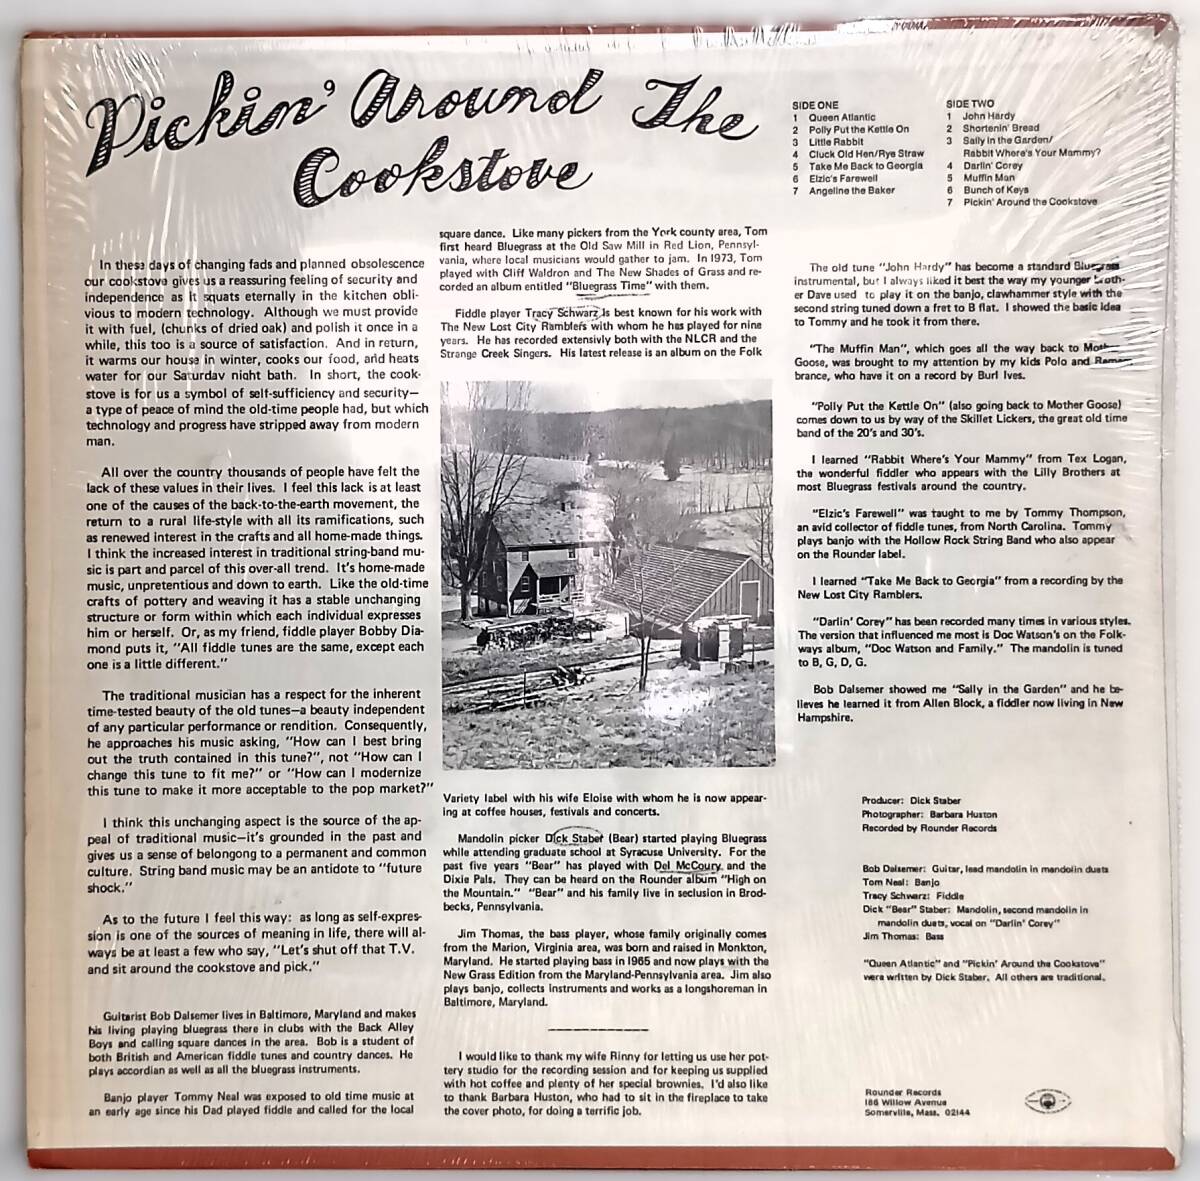 Pickin' Around The
Cookstove
SIDE ONE
1 Queen Atlantic
2 Polly Put the Kettle On
3 Little Rabbit
4 Cluck Old Hen/Rye Straw
5 Take Me Back to Georgia
6 Elzic's Farewell
7 Angeline the Baker
SIDE TWO
1 John Hardy
2 Shortenin' Bread
3 Sally in the Garden/
Rabbit Where's Your Mammy?
4 Darlin' Corey
5 Muffin Man
6 Bunch of Keys
7 Pickin' Around the Cookstove
In these days of changing fads and planned obsolescence
our cookstove gives us a reassuring feeling of security and
independence as it squats eternally in the kitchen obli-
vious to modern technology. Although we must provide
it with fuel, (chunks of dried oak) and polish it once in a
while, this too is a source of satisfaction. And in return,
it warms our house in winter, cooks our food, and heats
water for our Saturday night bath. In short, the cook-
stove is for us a symbol of self-sufficiency and security—
a type of peace of mind the old-time people had, but which
technology and progress have stripped away from modern
man.
All over the country thousands of people have felt the
lack of these values in their lives. I feel this lack is at least
one of the causes of the back-to-the-earth movement, the
return to a rural life-style with all its ramifications, such
as renewed interest in the crafts and all home-made things.
I think the increased interest in traditional string-band mu-
sic is part and parcel of this over-all trend. It's home-made
music, unpretentious and down to earth. Like the old-time
crafts of pottery and weaving it has a stable unchanging
structure or form within which each individual expresses
him or herself. Or, as my friend, fiddle player Bobby Dia-
mond puts it, "All fiddle tunes are the same, except each
one is a little different."
The traditional musician has a respect for the inherent
time-tested beauty of the old tunes—a beauty independent
of any particular performance or rendition. Consequently,
he approaches his music asking, "How can I best bring
out the truth contained in this tune?", not "How can I
change this tune to fit me?" or "How can I modernize
this tune to make it more acceptable to the pop market?"
I think this unchanging aspect is the source of the ap-
peal of traditional music—it's grounded in the past and
gives us a sense of belongong to a permanent and common
culture. String band music may be an antidote to "future
shock."
As to the future I feel this way: as long as self-expres-
sion is one of the sources of meaning in life, there will al-
ways be at least a few who say, "Let's shut off that T.V.
and sit around the cookstove and pick."
Guitarist Bob Dalsemer lives in Baltimore, Maryland and makes
his living playing bluegrass there in clubs with the Back Alley
Boys and calling square dances in the area. Bob is a student of
both British and American fiddle tunes and country dances. He
plays accordian as well as all the bluegrass instruments.
Banjo player Tommy Neal was exposed to old time music at
an early age since his Dad played fiddle and called for the local
square dance. Like many pickers from the York county area, Tom
first heard Bluegrass at the Old Saw Mill in Red Lion, Pennsyl-
vania, where local musicians would gather to jam. In 1973, Tom
played with Cliff Waldron and The New Shades of Grass and re-
corded an album entitled "Bluegrass Time" with them.
Fiddle player Tracy Schwarz is best known for his work with
The New Lost City Ramblers with whom he has played for nine
years. He has recorded extensivly both with the NLCR and the
Strange Creek Singers. His latest release is an album on the Folk
Variety label with his wife Eloise with whom he is now appear-
ing at coffee houses, festivals and concerts.
Mandolin picker Dick Staber (Bear) started playing Bluegrass
while attending graduate school at Syracuse University. For the
past five years "Bear" has played with Del McCoury and the
Dixie Pals. They can be heard on the Rounder album "High on
the Mountain." "Bear" and his family live in seclusion in Brod-
becks, Pennsylvania.
Jim Thomas, the bass player, whose family originally comes
from the Marion, Virginia area, was born and raised in Monkton,
Maryland. He started playing bass in 1965 and now plays with the
New Grass Edition from the Maryland-Pennsylvania area. Jim also
plays banjo, collects instruments and works as a longshoreman in
Baltimore, Maryland.
I would like to thank my wife Rinny for letting us use her pot-
tery studio for the recording session and for keeping us supplied
with hot coffee and plenty of her special brownies. I'd also like
to thank Barbara Huston, who had to sit in the fireplace to take
the cover photo, for doing a terrific job.
The old tune "John Hardy" has become a standard Bluegrass
instrumental, but I always liked it best the way my younger broth-
er Dave used to play it on the banjo, clawhammer style with the
second string tuned down a fret to B flat. I showed the basic idea
to Tommy and he took it from there.
"The Muffin Man", which goes all the way back to Mother
Goose, was brought to my attention by my kids Polo and Remem-
brance, who have it on a record by Burl Ives.
"Polly Put the Kettle On" (also going back to Mother Goose)
comes down to us by way of the Skillet Lickers, the great old time
band of the 20's and 30's.
I learned "Rabbit Where's Your Mammy" from Tex Logan,
the wonderful fiddler who appears with the Lilly Brothers at
most Bluegrass festivals around the country.
"Elzic's Farewell" was taught to me by Tommy Thompson,
an avid collector of fiddle tunes, from North Carolina. Tommy
plays banjo with the Hollow Rock String Band who also appear
on the Rounder label.
I learned "Take Me Back to Georgia" from a recording by the
New Lost City Ramblers.
"Darlin' Corey" has been recorded many times in various styles.
The version that influenced me most is Doc Watson's on the Folk-
ways album, "Doc Watson and Family." The mandolin is tuned
to B, G, D, G.
Bob Dalsemer showed me "Sally in the Garden" and he be-
lieves he learned it from Allen Block, a fiddler now living in New
Hampshire.
Producer: Dick Staber
Photographer: Barbara Huston
Recorded by Rounder Records
Bob Dalsemer: Guitar, lead mandolin in mandolin duets
Tom Neal: Banjo
Tracy Schwarz: Fiddle
Dick "Bear" Staber: Mandolin, second mandolin in
mandolin duets, vocal on "Darlin' Corey"
Jim Thomas: Bass
"Queen Atlantic" and "Pickin' Around the Cookstove"
were written by Dick Staber. All others are traditional.
Rounder Records
186 Willow Avenue
Somerville, Mass. 02144